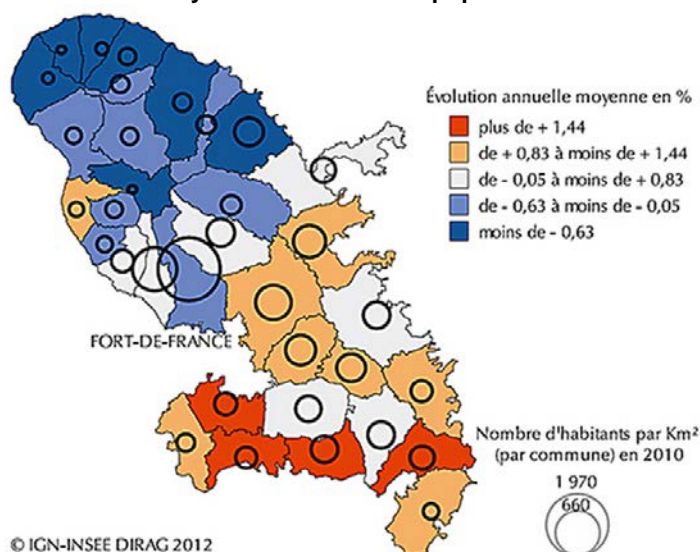 Évolution annuelle moyenne en %
plus de + 1,44
de + 0,83 à moins de + 1,44
de - 0,05 à moins de + 0,83
de - 0,63 à moins de - 0,05
moins de - 0,63
FORT-DE-FRANCE
Nombre d'habitants par Km²
(par commune) en 2010
1 970
660
© IGN-INSEE DIRAG 2012